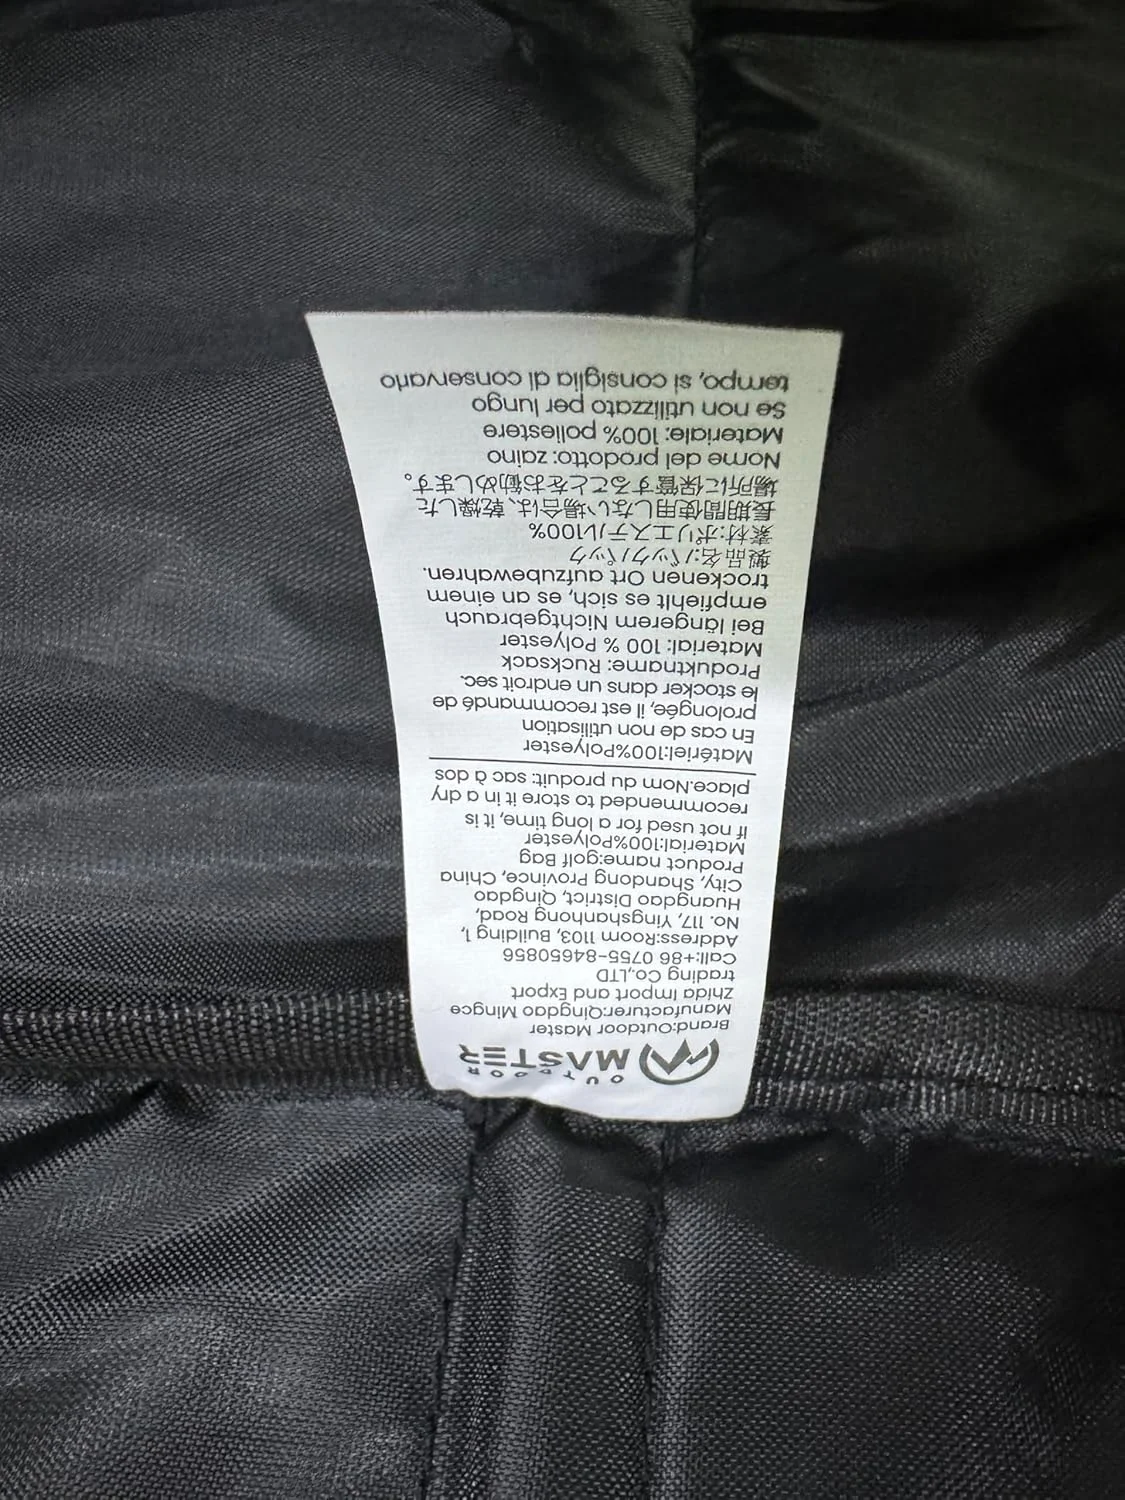 OUTDOOR
MASTER
Brand:Outdoor Master
Manufacturer:Qingdao Mingce
zhida Import and Export
trading Co.,LTD
Call:+86 0755-84650856
Address:Room 1103, Building 1,
No. 117, Yingshanhong Road,
Huangdao District, Qingdao
City, Shandong Province, China
Product name:golf Bag
Material:100%Polyester
If not used for a long time, it is
recommended to store it in a dry
place.Nom du produit: sac à dos
Matériel:100%Polyester
En cas de non utilisation
prolongée, il est recommandé de
le stocker dans un endroit sec.
Produktname: Rucksack
Material: 100 % Polyester
Bei längerem Nichtgebrauch
empfiehlt es sich, es an einem
trockenen Ort aufzubewahren.
製品名:バックパック
素材:ポリエステル100%
長期間使用しない場合は、乾燥した
場所に保管することをお勧めします。
Nome del prodotto: zaino
Materiale: 100% poliestere
Se non utilizzato per lungo
tempo, si consiglia di conservarlo